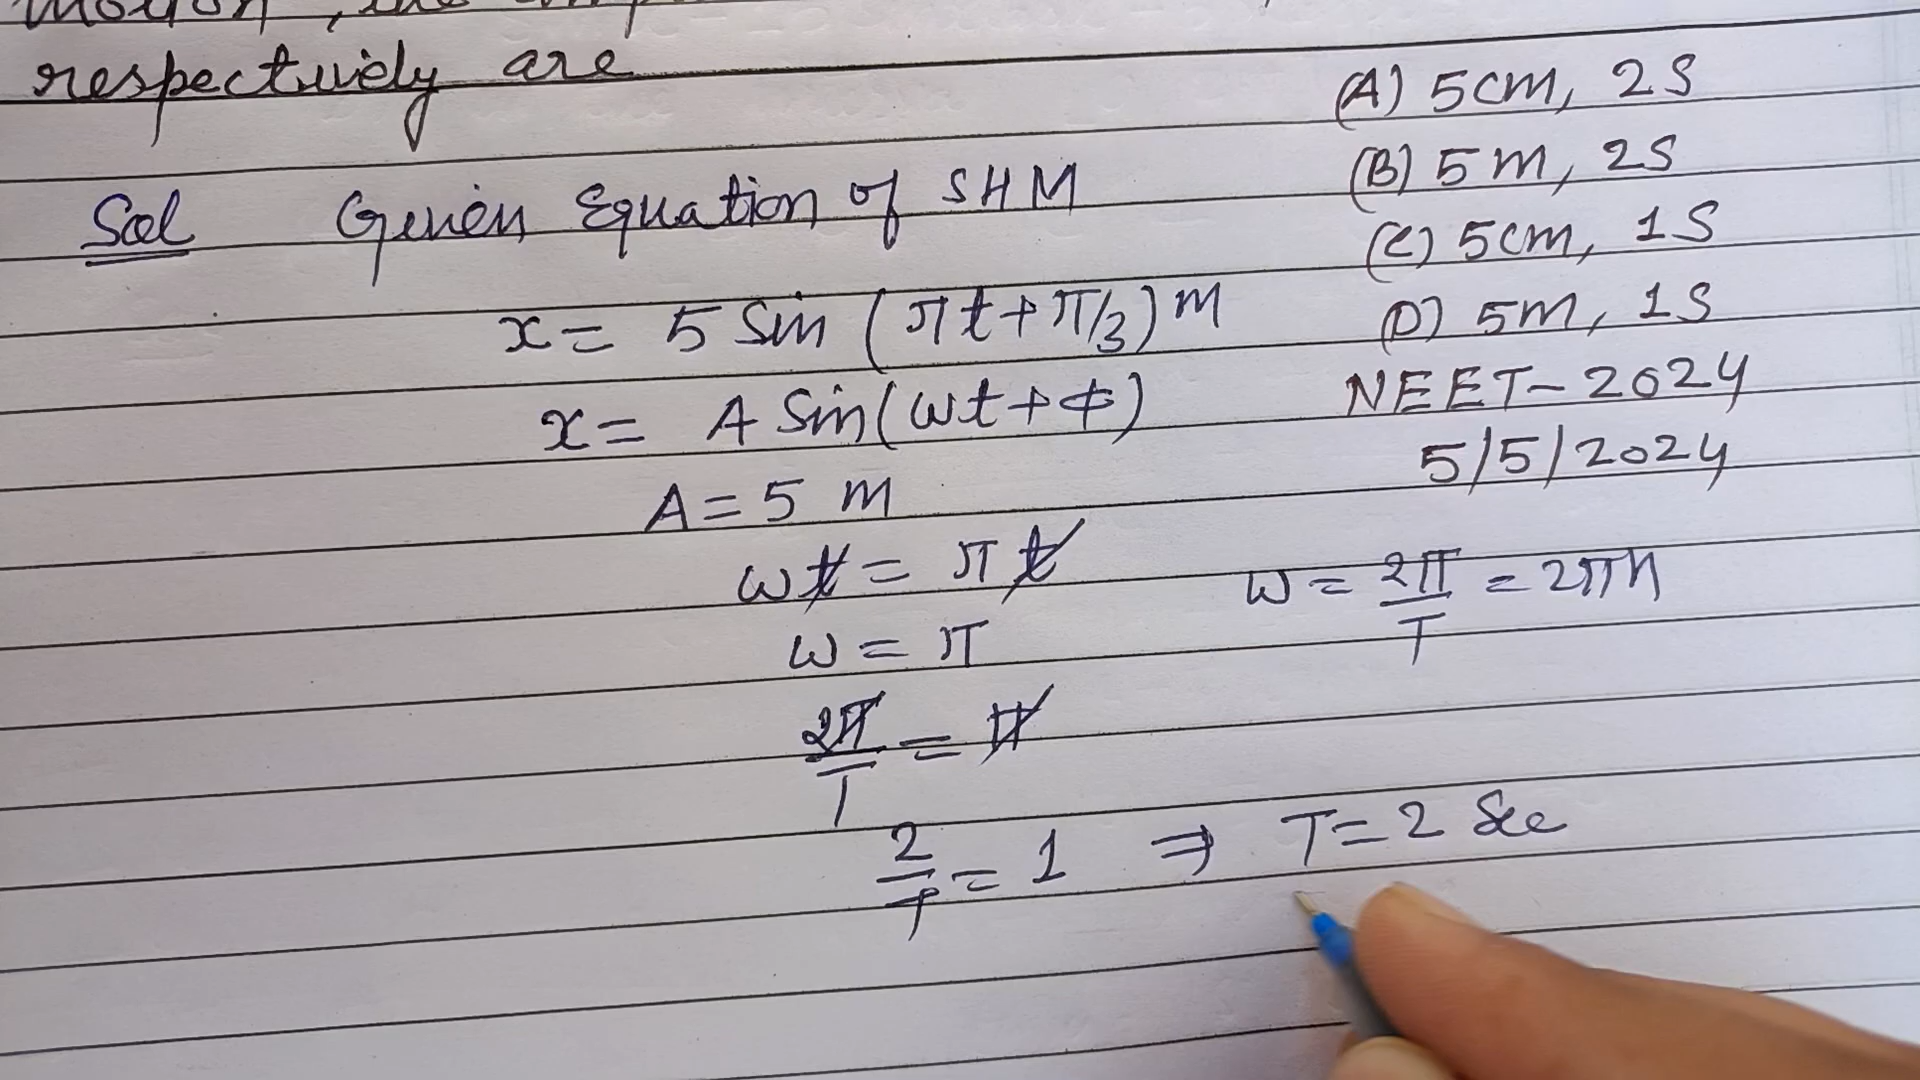 respectively are
(A) 5cm, 2S
(B) 5m, 2S
(C) 5cm, 1S
(D) 5m, 1S
NEET-2024
5/5/2024
Sol Given Equation of SHM
x = 5 Sin (πt+π/3) m
x = A Sin(ωt+ϕ)
A = 5 m
ωt = πt
ω = 2π/T = 2πn
ω = π
2π/T = π
2/T = 1 ⇒ T = 2 Sec